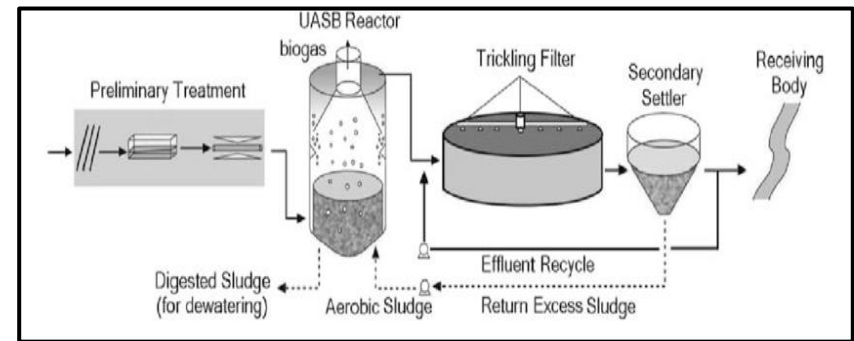 UASB Reactor
biogas
Trickling Filter
Receiving
Body
Secondary
Settler
Preliminary Treatment
Effluent Recycle
Digested Sludge
(for dewatering)
Aerobic Sludge
Return Excess Sludge